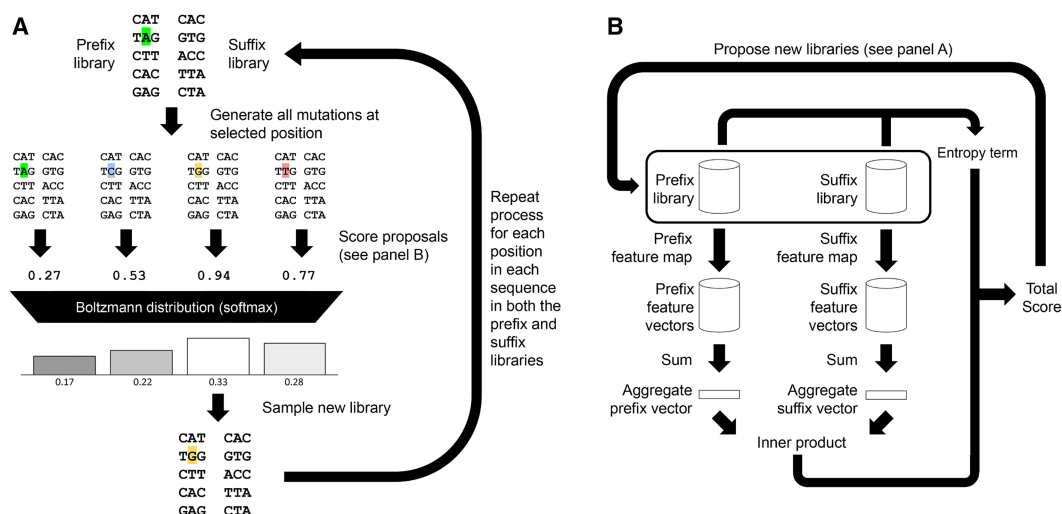 A
Prefix
library
CAT CAC
TAG GTG
CTT ACC
CAC TTA
GAG CTA
Suffix
library
Generate all mutations at
selected position
CAT CAC
TAG GTG
CTT ACC
CAC TTA
GAG CTA
CAT CAC
TCG GTG
CTT ACC
CAC TTA
GAG CTA
CAT CAC
TGG GTG
CTT ACC
CAC TTA
GAG CTA
CAT CAC
TTG GTG
CTT ACC
CAC TTA
GAG CTA
Score proposals
(see panel B)
0.27 0.53 0.94 0.77
Boltzmann distribution (softmax)
0.17 0.22 0.33 0.28
Sample new library
CAT CAC
TGG GTG
CTT ACC
CAC TTA
GAG CTA
Repeat
process
for each
position
in each
sequence
in both the
prefix and
suffix
libraries
B
Propose new libraries (see panel A)
Entropy term
Prefix
library
Suffix
library
Prefix
feature map
Suffix
feature map
Prefix
feature
vectors
Suffix
feature
vectors
Total
Score
Sum
Sum
Aggregate
prefix vector
Aggregate
suffix vector
Inner product